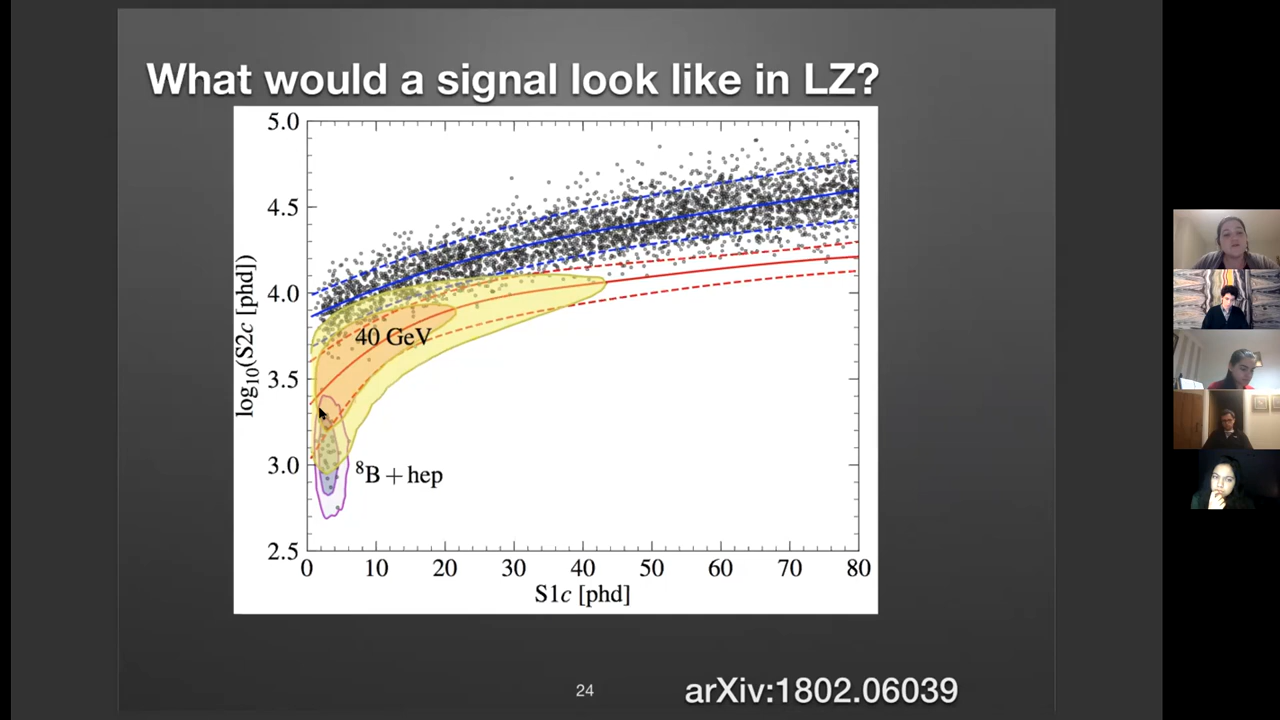 What would a signal look like in LZ?
5.0
4.5
4.0
3.5
3.0
2.5
log10(S2c [phd])
40 GeV
⁸B + hep
0 10 20 30 40 50 60 70 80
S1c [phd]
24
arXiv:1802.06039